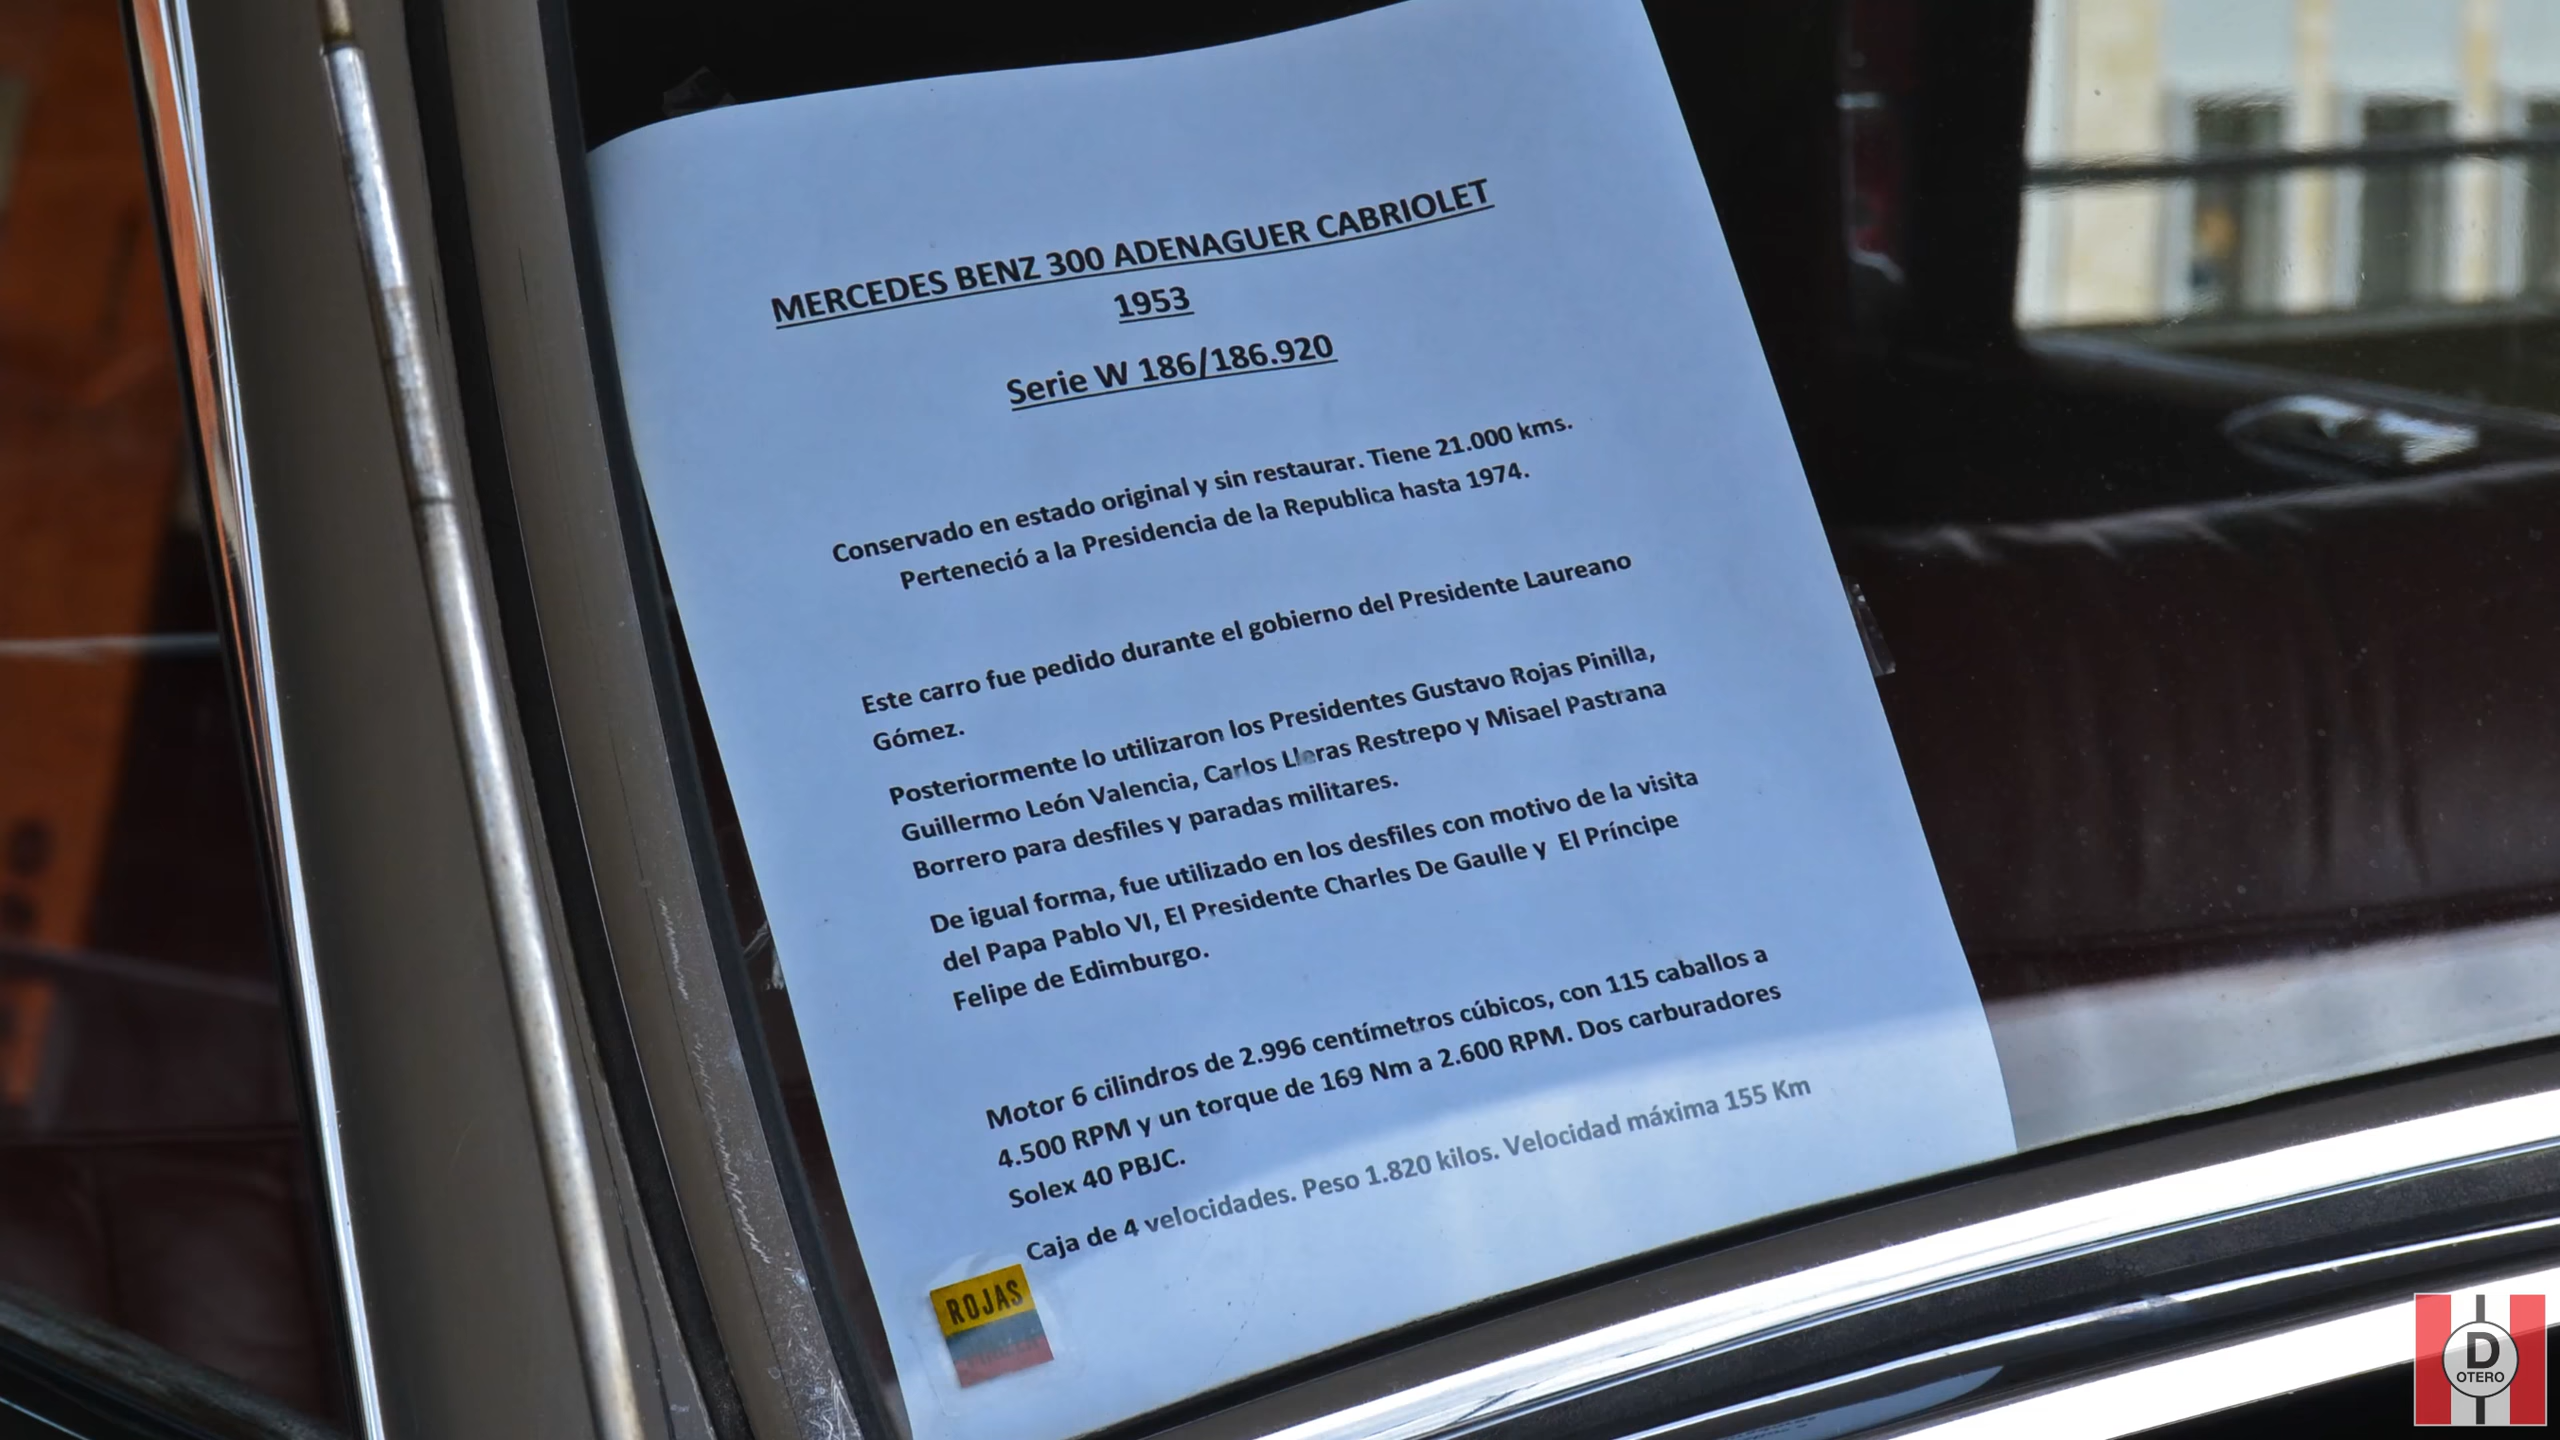 MERCEDES BENZ 300 ADENAGUER CABRIOLET
1953
Serie W 186/186.920
Conservado en estado original y sin restaurar. Tiene 21.000 kms.
Perteneció a la Presidencia de la Republica hasta 1974.
Este carro fue pedido durante el gobierno del Presidente Laureano
Gómez.
Posteriormente lo utilizaron los Presidentes Gustavo Rojas Pinilla,
Guillermo León Valencia, Carlos Lleras Restrepo y Misael Pastrana
Borrero para desfiles y paradas militares.
De igual forma, fue utilizado en los desfiles con motivo de la visita
del Papa Pablo VI, El Presidente Charles De Gaulle y El Príncipe
Felipe de Edimburgo.
Motor 6 cilindros de 2.996 centímetros cúbicos, con 115 caballos a
4.500 RPM y un torque de 169 Nm a 2.600 RPM. Dos carburadores
Solex 40 PBJC.
Caja de 4 velocidades. Peso 1.820 kilos. Velocidad máxima 155 Km
ROJAS
D
OTERO